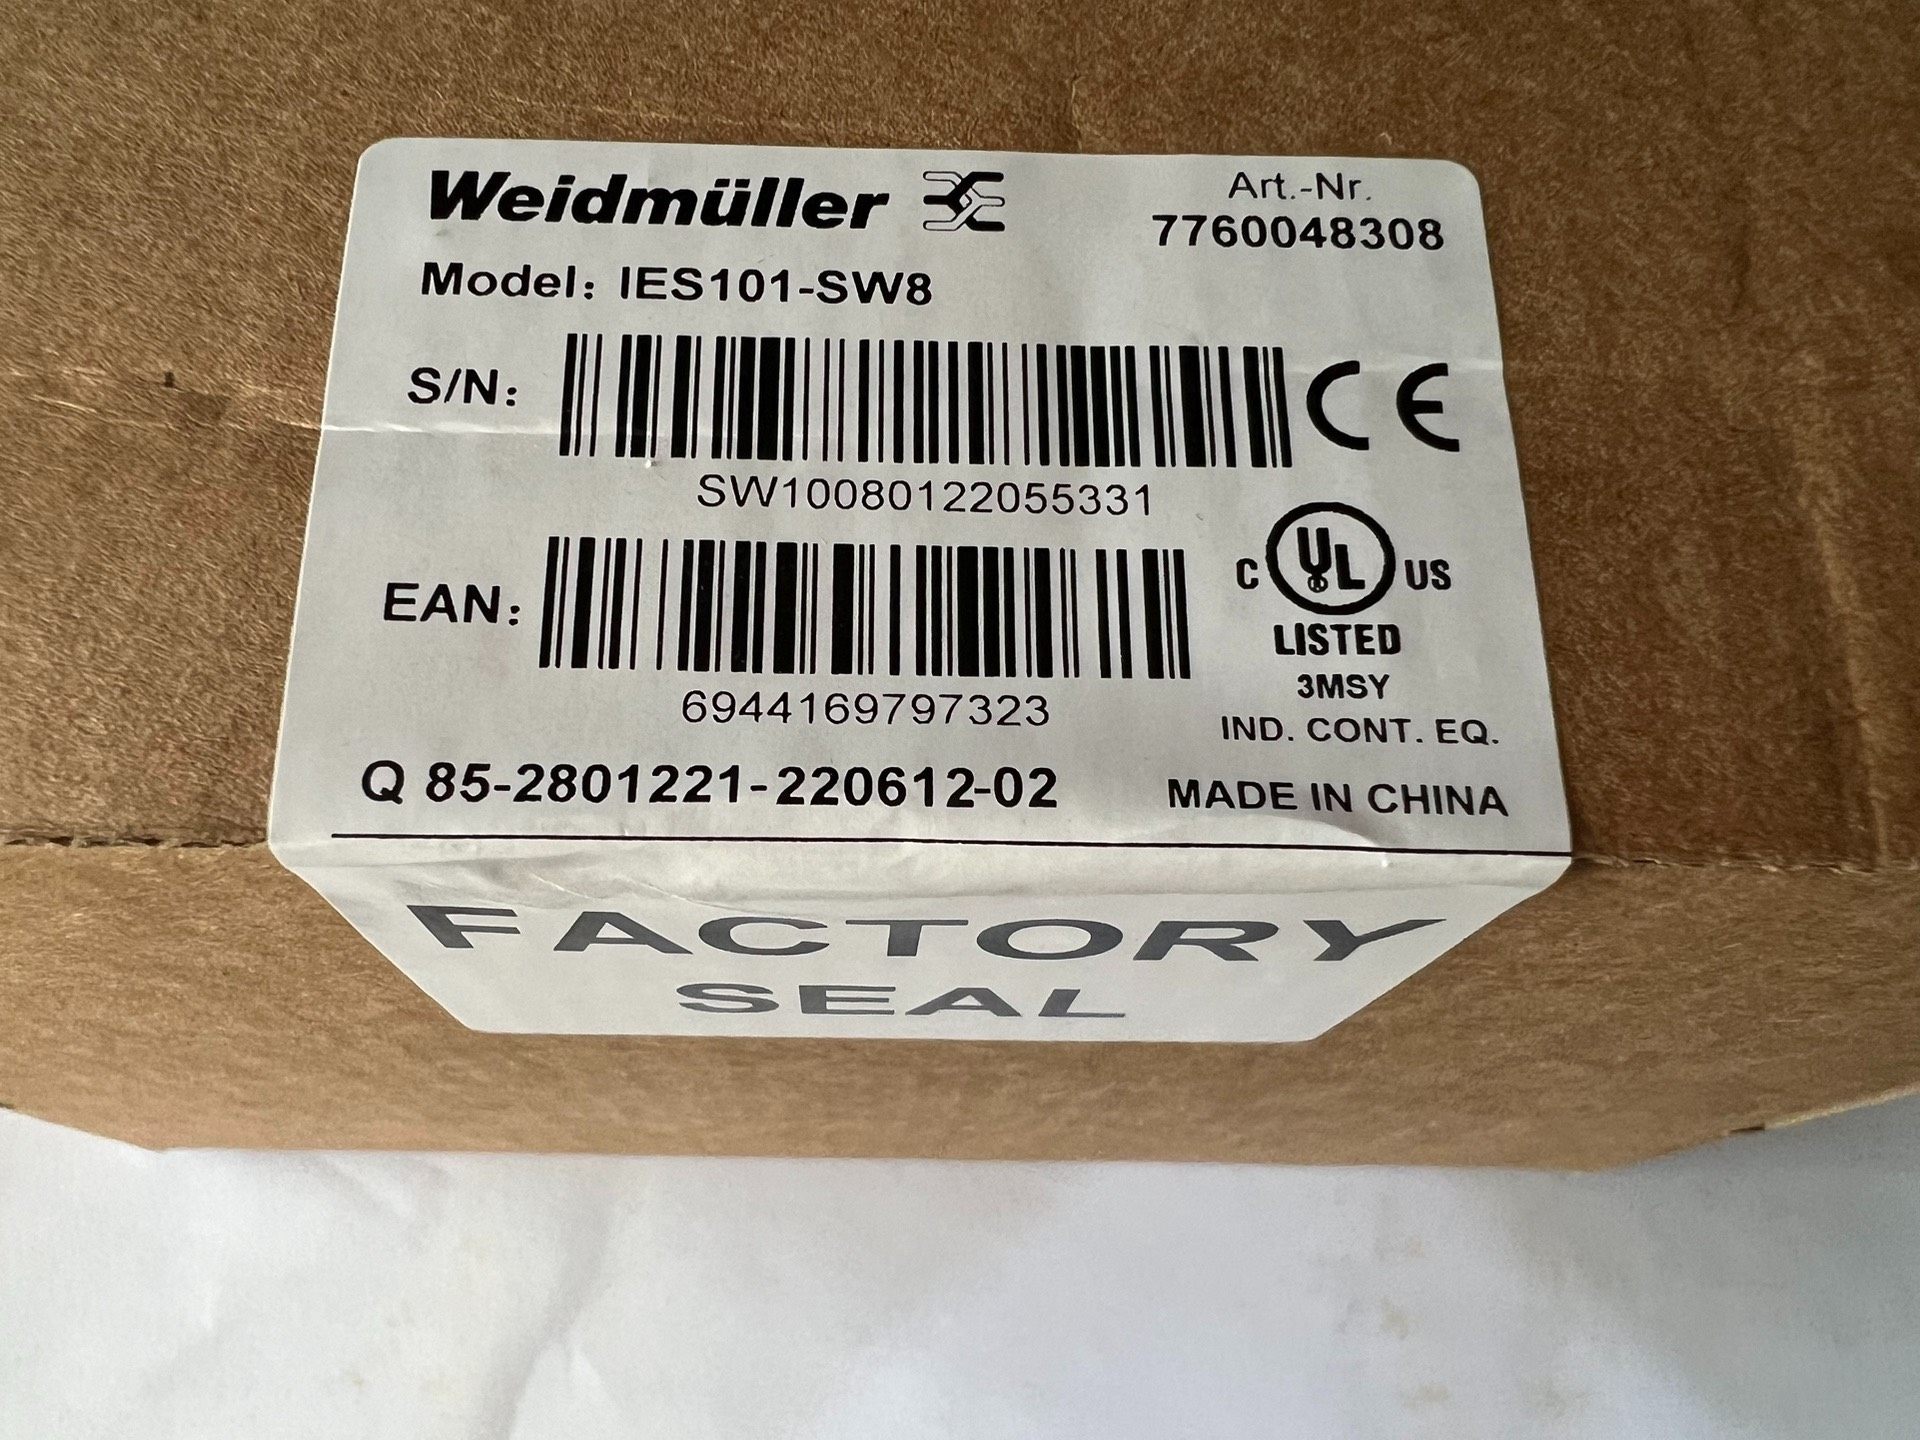 Weidmüller
Art.-Nr.
7760048308
Model: IES101-SW8
S/N:
SW10080122055331
CE
EAN:
6944169797323
C UL US
LISTED
3MSY
IND. CONT. EQ.
Q 85-2801221-220612-02
MADE IN CHINA
FACTORY
SEAL